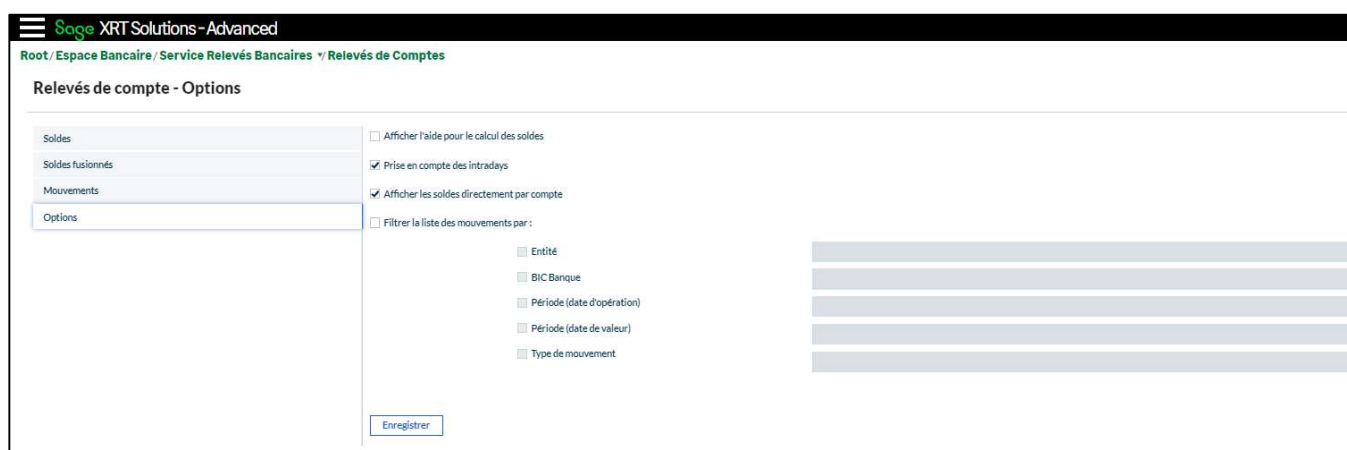 Sage XRT Solutions - Advanced
Root / Espace Bancaire / Service Relevés Bancaires / Relevés de Comptes
Relevés de compte - Options
Soldes
Soldes fusionnés
Mouvements
Options
Afficher l'aide pour le calcul des soldes
Prise en compte des intradays
Afficher les soldes directement par compte
Filtrer la liste des mouvements par :
Entité
BIC Banque
Période (date d'opération)
Période (date de valeur)
Type de mouvement
Enregistrer